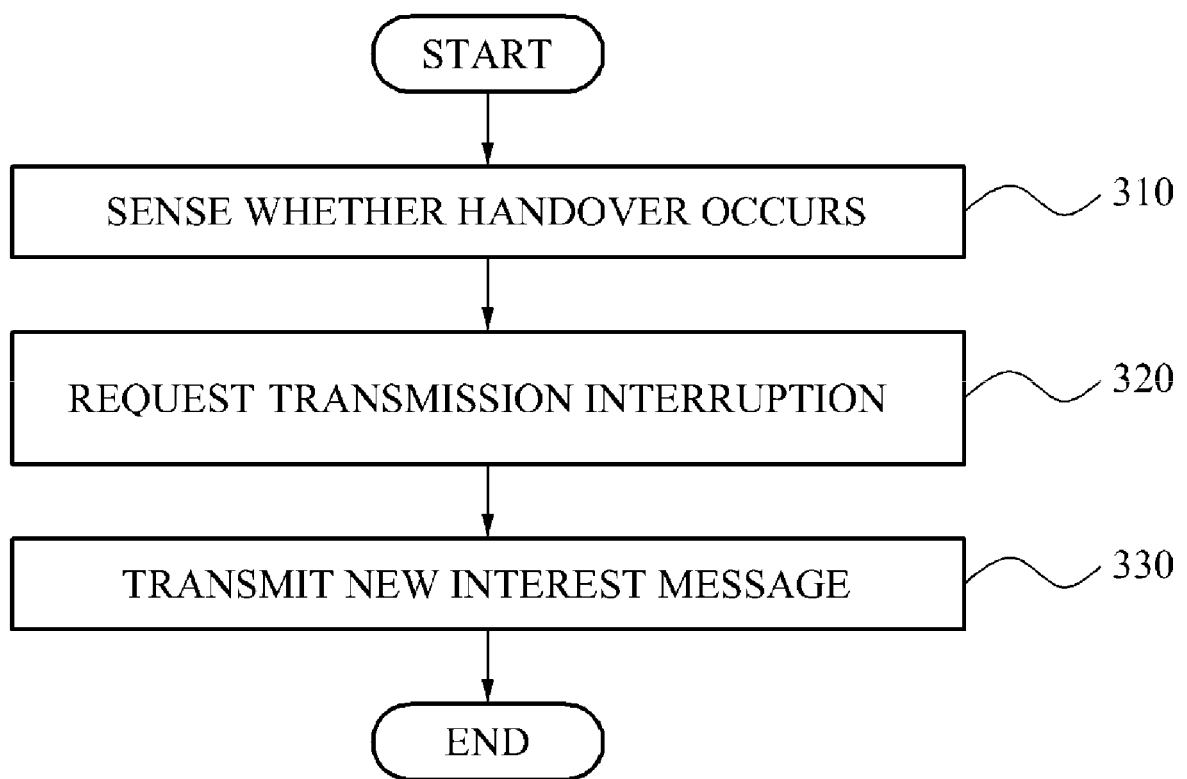 START
SENSE WHETHER HANDOVER OCCURS
310
REQUEST TRANSMISSION INTERRUPTION
320
TRANSMIT NEW INTEREST MESSAGE
330
END